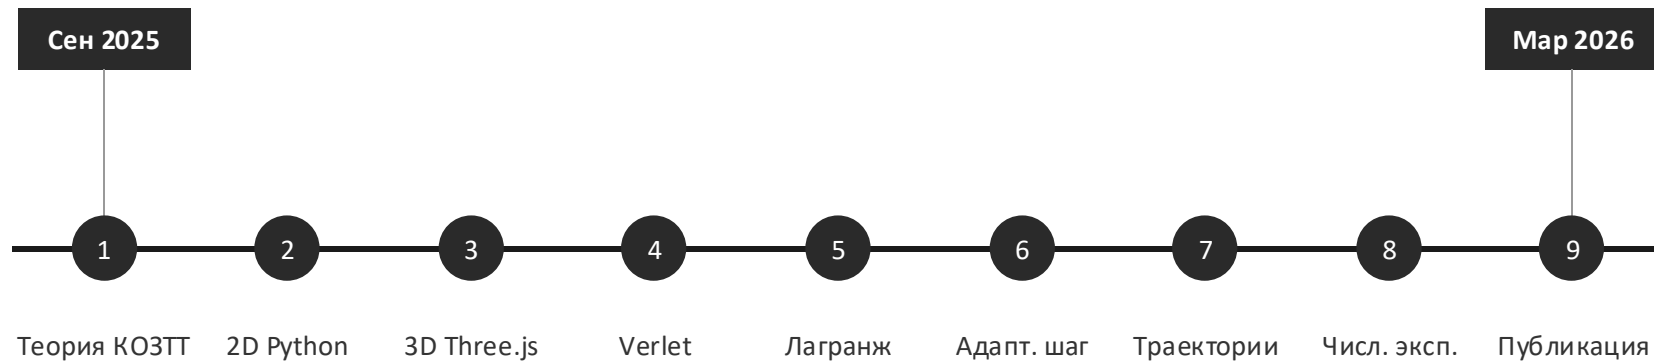 Сен 2025
Мар 2026
1 2 3 4 5 6 7 8 9
Теория КОЗТТ 2D Python 3D Three.js Verlet Лагранж Адапт. шаг Траектории Числ. эксп. Публикация